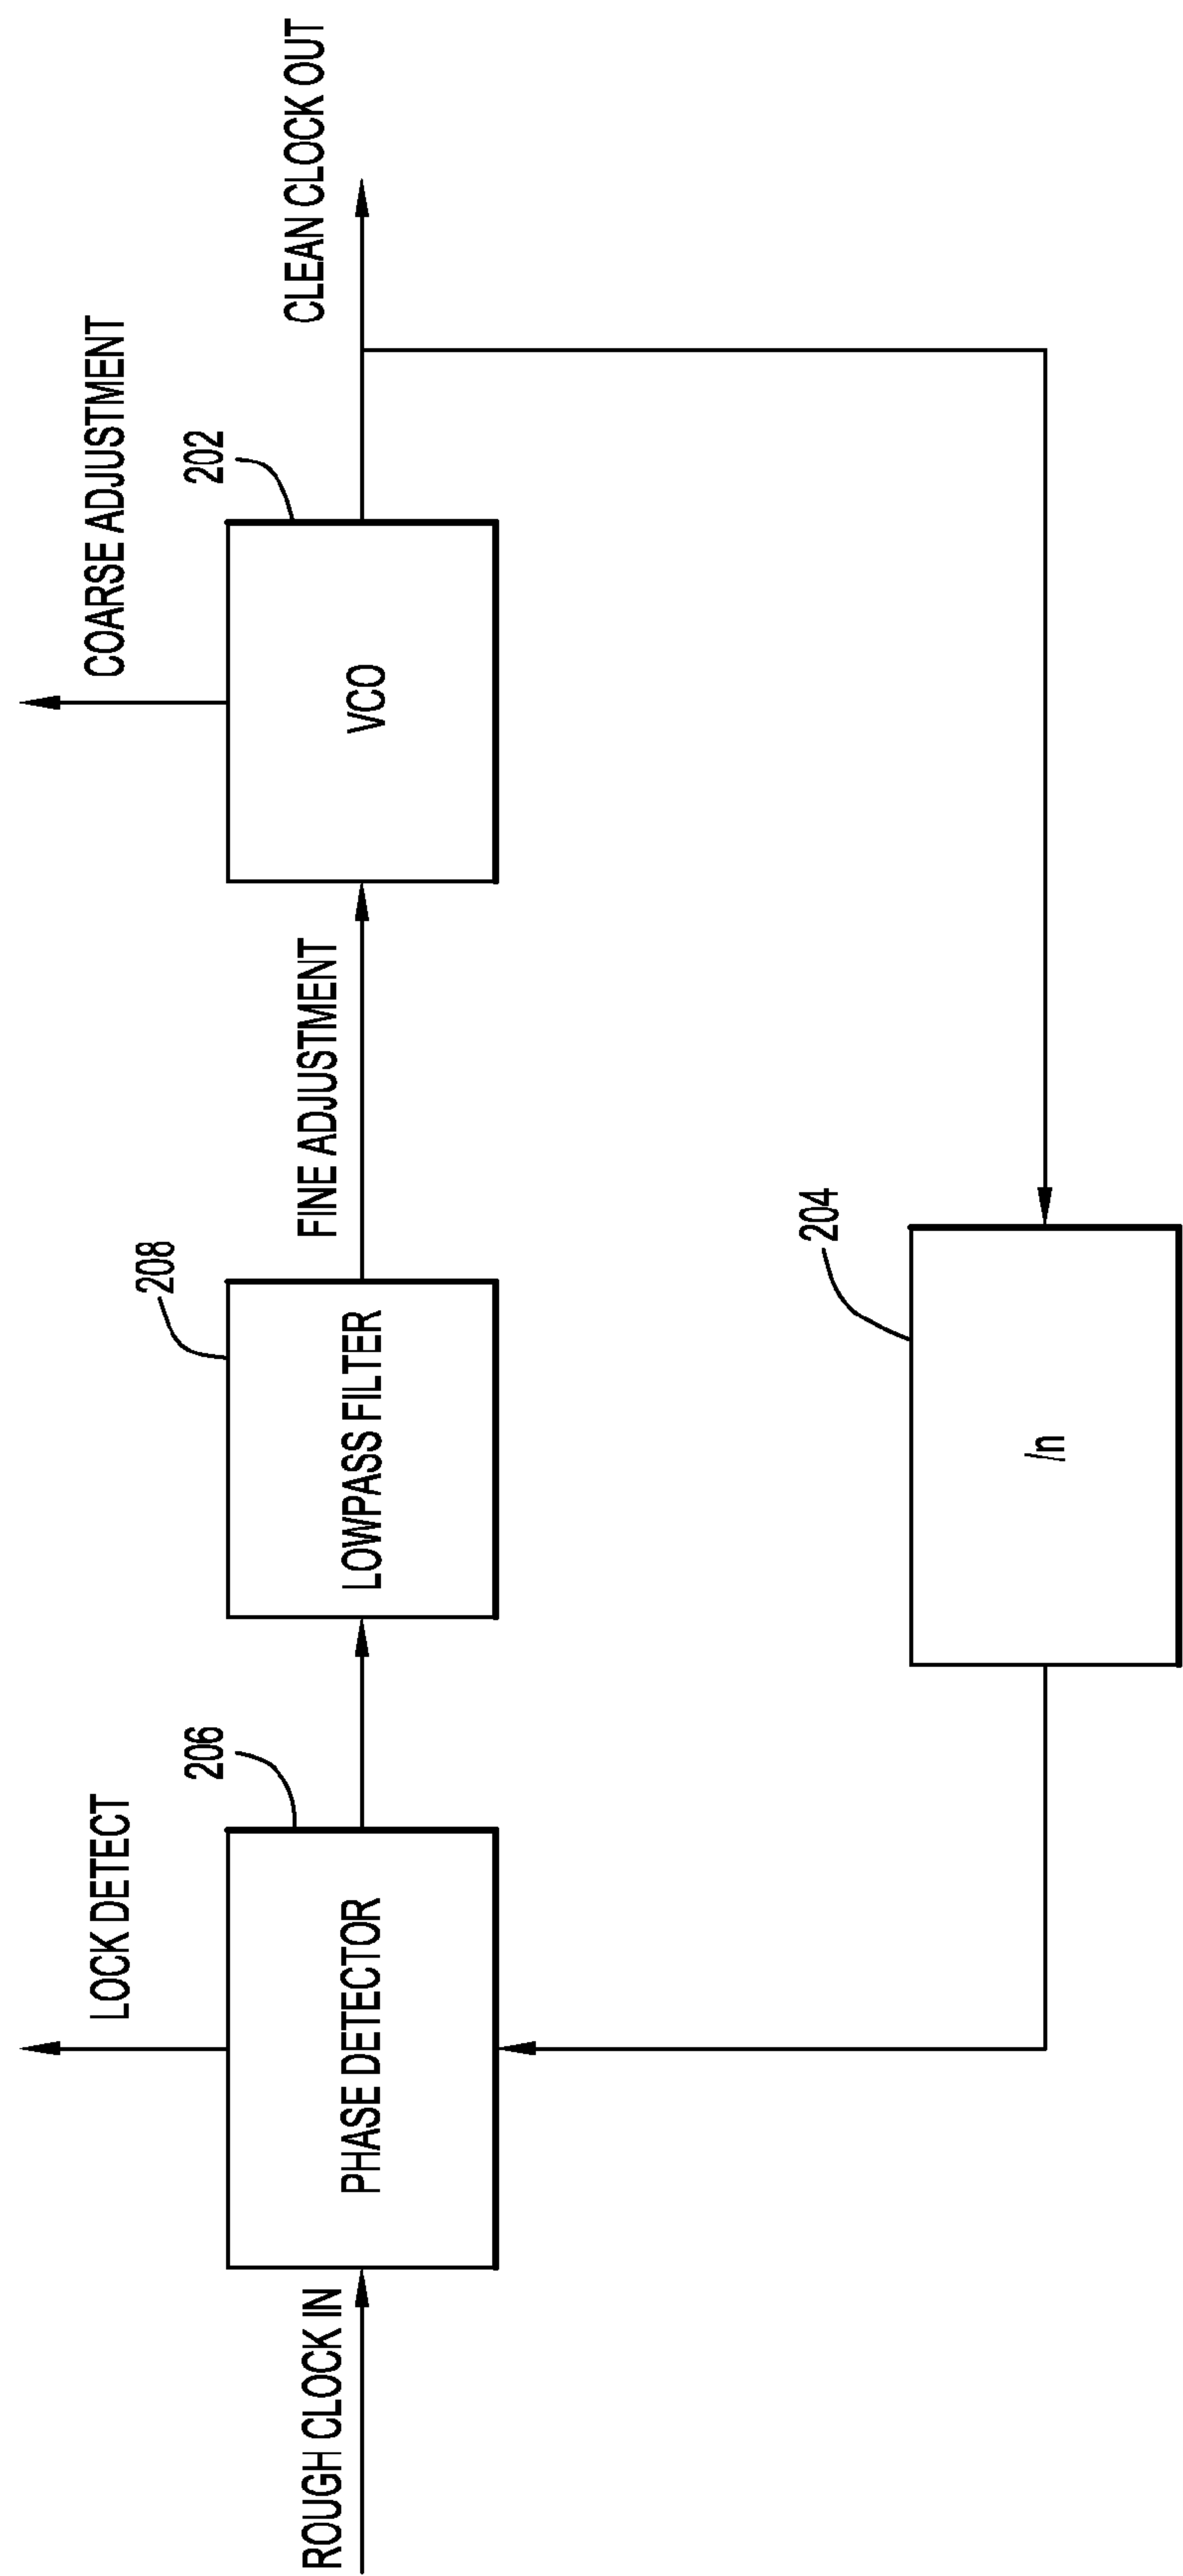 LOCK DETECT
COARSE ADJUSTMENT
206
208
202
ROUGH CLOCK IN
PHASE DETECTOR
LOWPASS FILTER
FINE ADJUSTMENT
VCO
CLEAN CLOCK OUT
204
/n